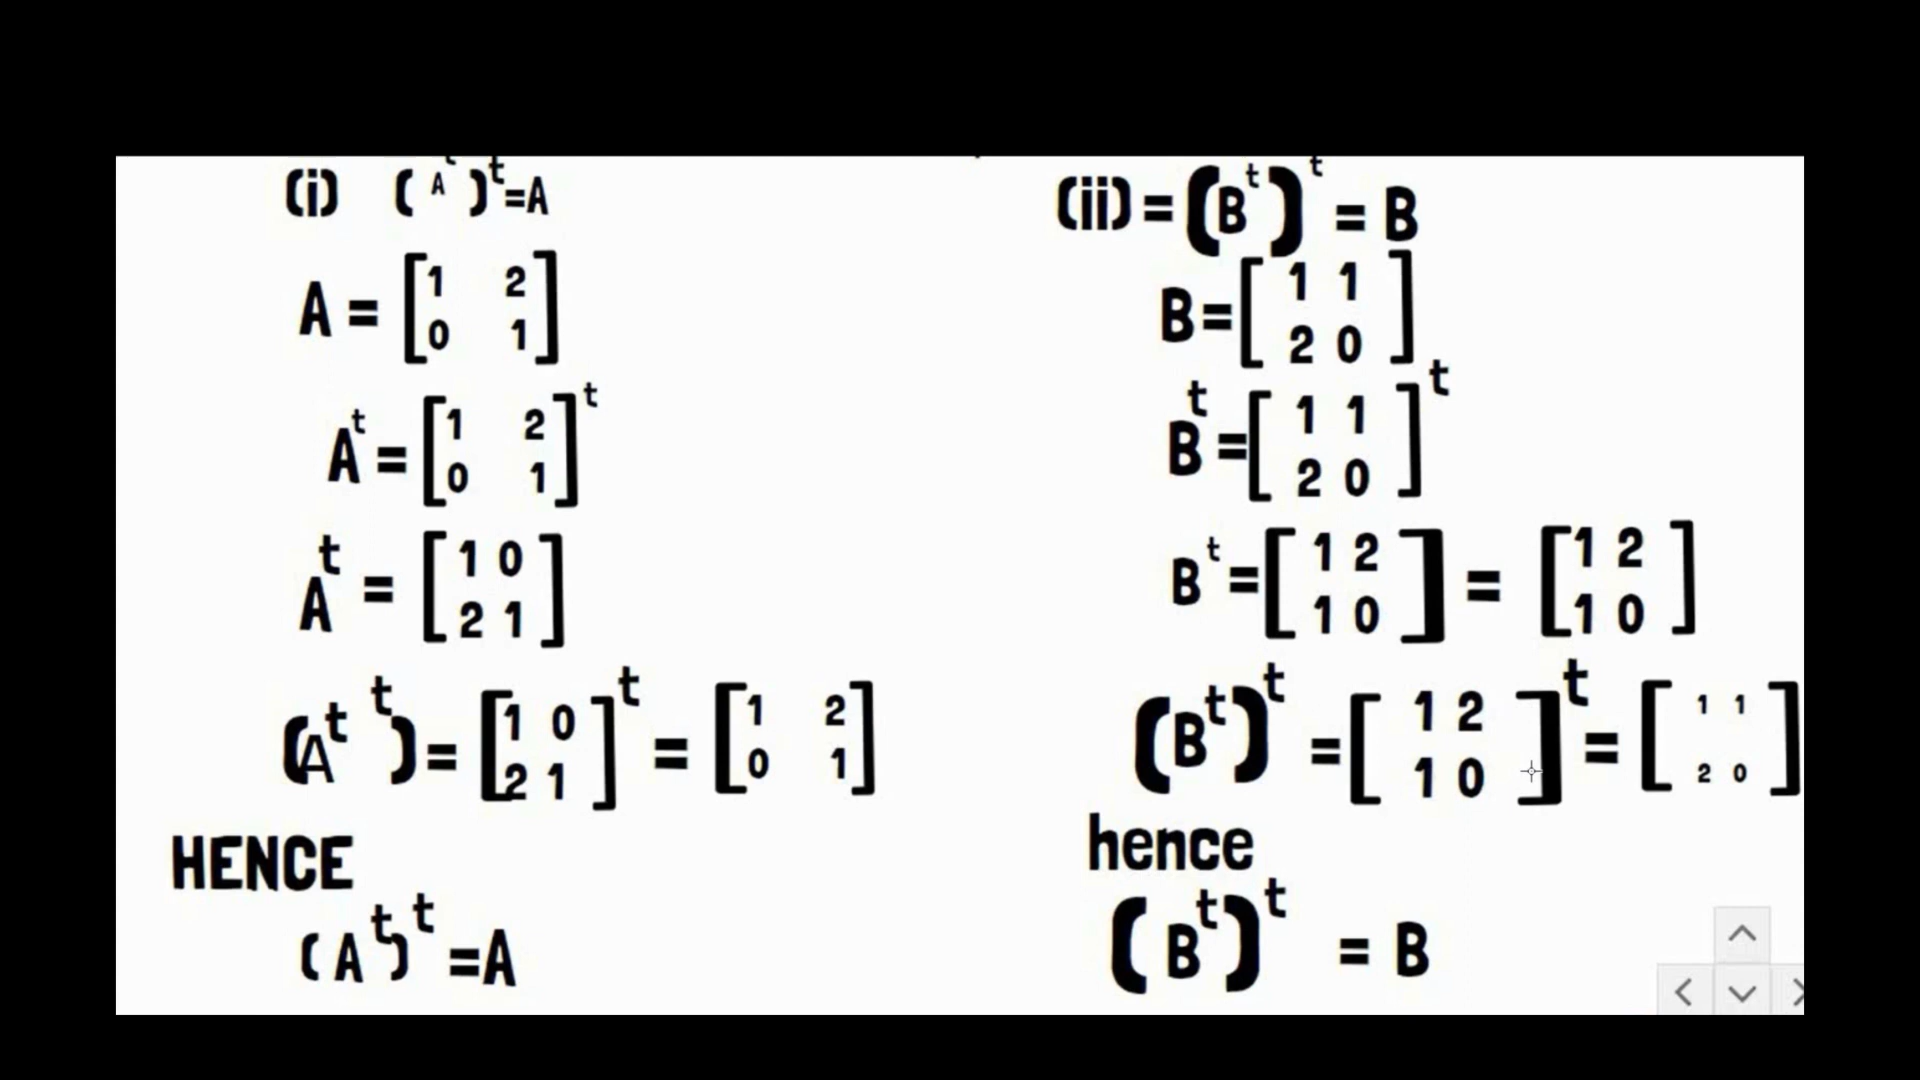 (i) (A^t)^t=A
A = [1 2
0 1]
A^t = [1 2
0 1]^t
A^t = [1 0
2 1]
(A^t)^t = [1 0
2 1]^t = [1 2
0 1]
HENCE
(A^t)^t =A
(ii) = (B^t)^t = B
B = [1 1
2 0]
B^t = [1 1
2 0]^t
B^t = [1 2
1 0] = [1 2
1 0]
(B^t)^t = [1 2
1 0]^t = [1 1
2 0]
hence
(B^t)^t = B